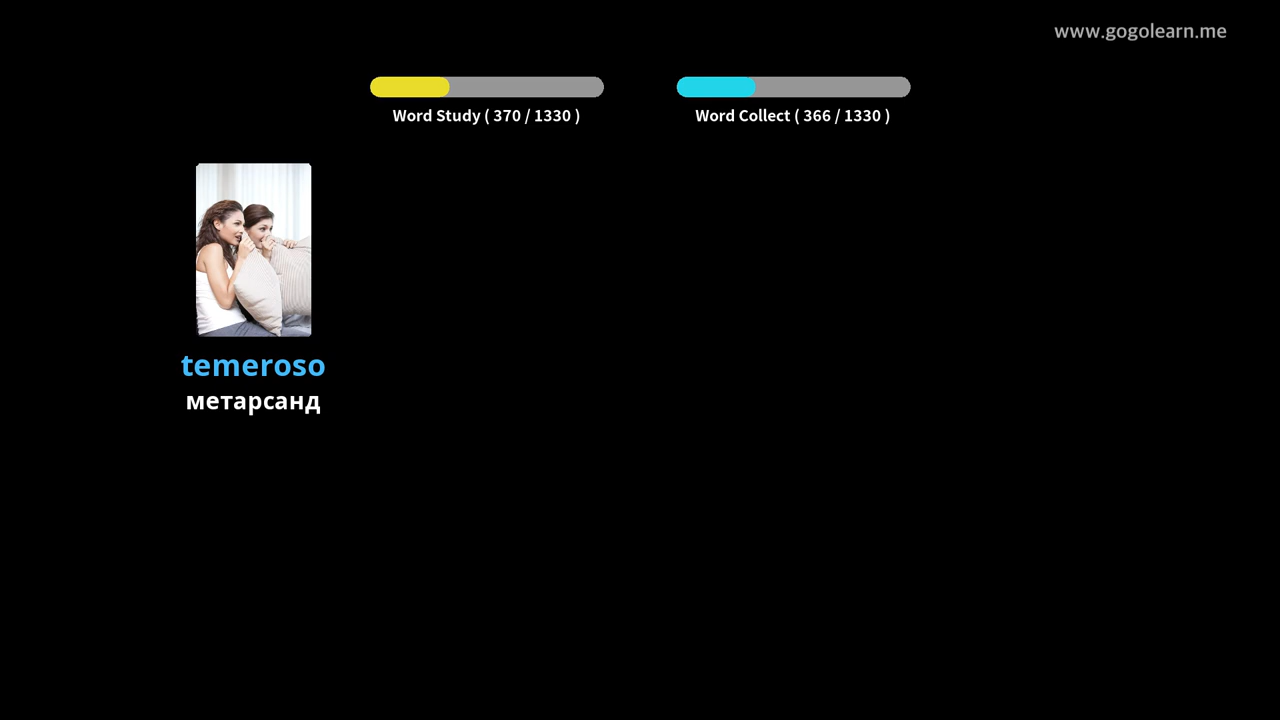 www.gogolearn.me
Word Study ( 370 / 1330 )
Word Collect ( 366 / 1330 )
temeroso
метарсанд